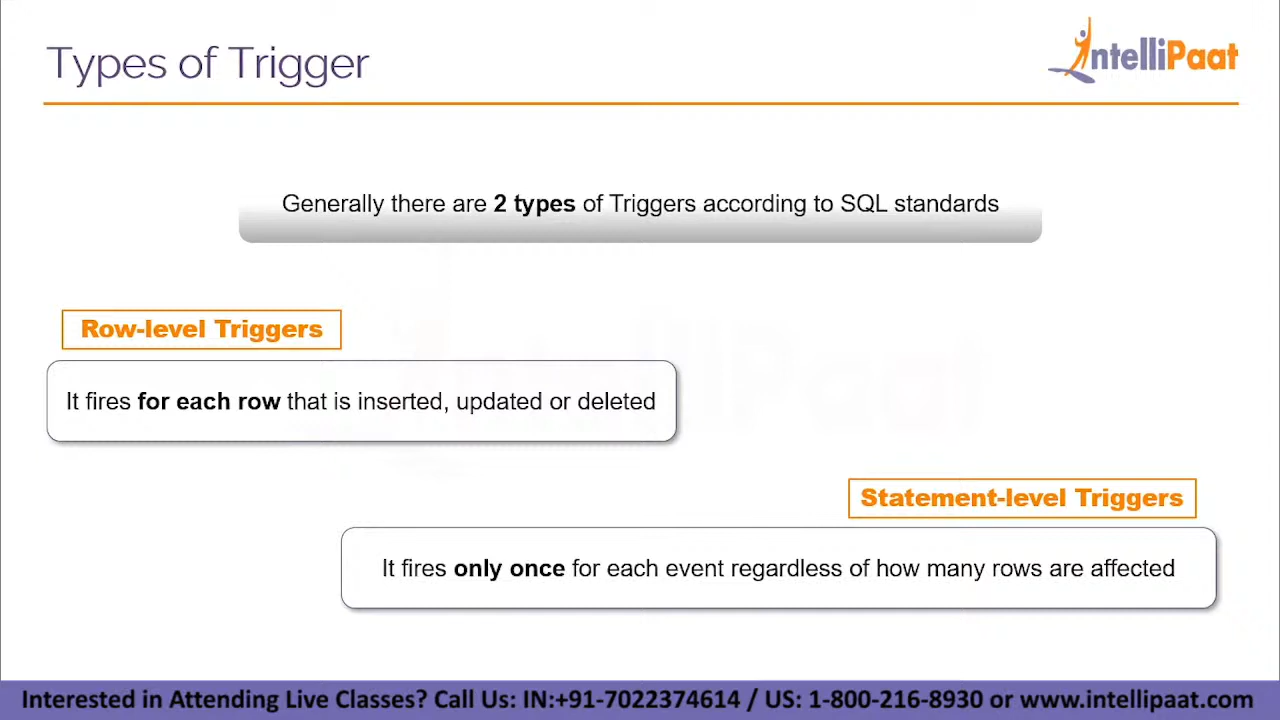 Types of Trigger
IntelliPaat
Generally there are 2 types of Triggers according to SQL standards
Row-level Triggers
It fires for each row that is inserted, updated or deleted
IntelliPaat
Statement-level Triggers
It fires only once for each event regardless of how many rows are affected
Interested in Attending Live Classes? Call Us: IN:+91-7022374614 / US: 1-800-216-8930 or www.intellipaat.com